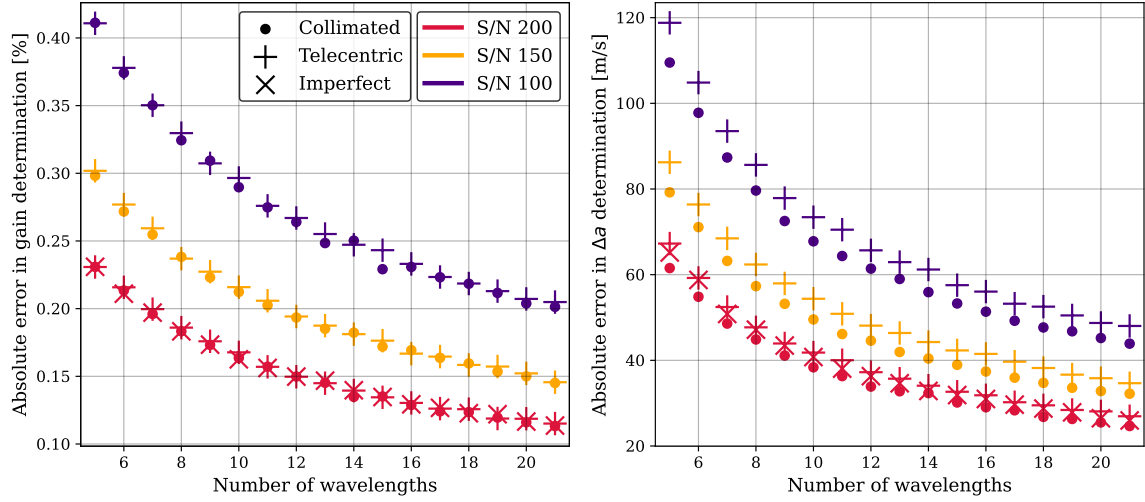 Absolute error in gain determination [%]
0.40
0.35
0.30
0.25
0.20
0.15
0.10
Collimated
Telecentric
Imperfect
S/N 200
S/N 150
S/N 100
6 8 10 12 14 16 18 20
Number of wavelengths
Absolute error in Δa determination [m/s]
120
100
80
60
40
20
6 8 10 12 14 16 18 20
Number of wavelengths